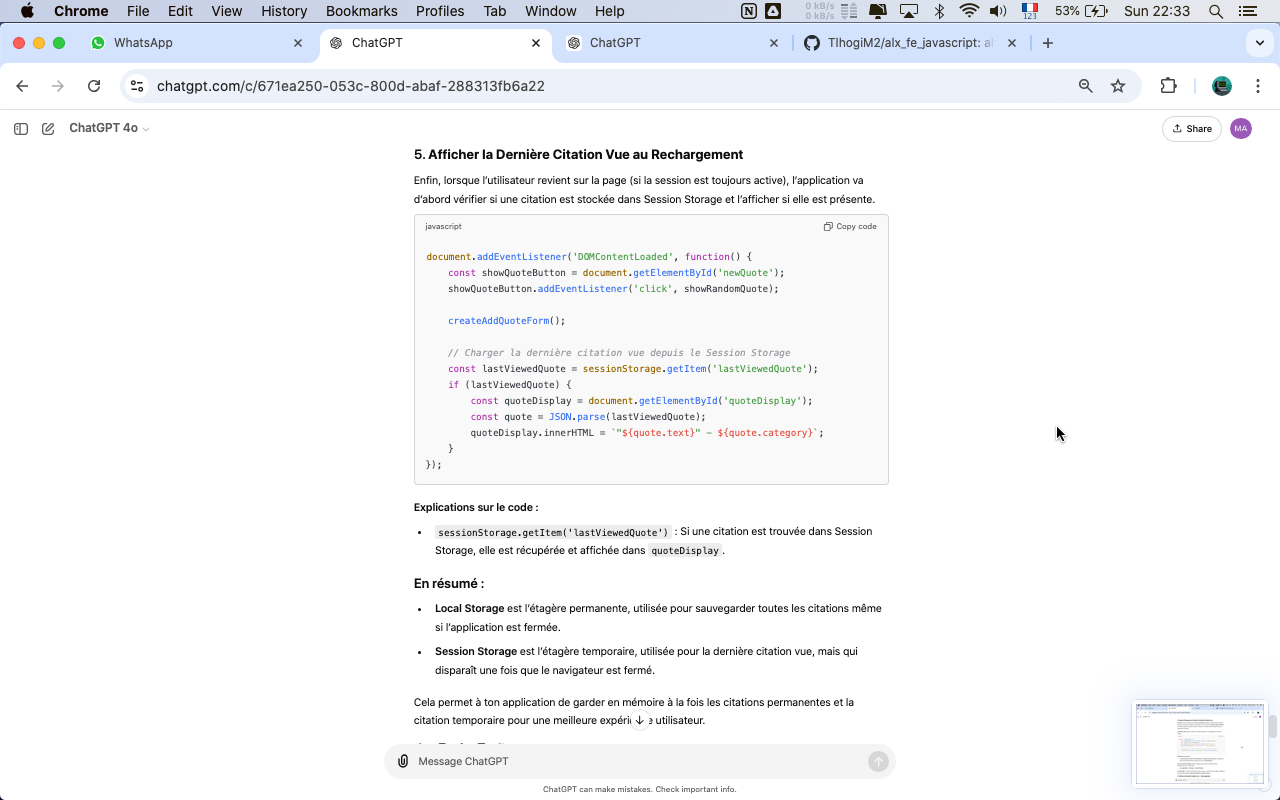 Chrome File Edit View History Bookmarks Profiles Tab Window Help 0 kB/s 0 kB/s 123 53% Sun 22:33
WhatsApp ChatGPT ChatGPT TlhogiM2/alx_fe_javascript: al
chatgpt.com/c/671ea250-053c-800d-abaf-288313fb6a22
ChatGPT 4o Share MA
5. Afficher la Dernière Citation Vue au Rechargement
Enfin, lorsque l'utilisateur revient sur la page (si la session est toujours active), l'application va
d'abord vérifier si une citation est stockée dans Session Storage et l'afficher si elle est présente.
javascript Copy code
document.addEventListener('DOMContentLoaded', function() {
const showQuoteButton = document.getElementById('newQuote');
showQuoteButton.addEventListener('click', showRandomQuote);
createAddQuoteForm();
// Charger la dernière citation vue depuis le Session Storage
const lastViewedQuote = sessionStorage.getItem('lastViewedQuote');
if (lastViewedQuote) {
const quoteDisplay = document.getElementById('quoteDisplay');
const quote = JSON.parse(lastViewedQuote);
quoteDisplay.innerHTML = `"${quote.text}" — ${quote.category}`;
}
});
Explications sur le code :
• sessionStorage.getItem('lastViewedQuote') : Si une citation est trouvée dans Session
Storage, elle est récupérée et affichée dans quoteDisplay.
En résumé :
• Local Storage est l'étagère permanente, utilisée pour sauvegarder toutes les citations même
si l'application est fermée.
• Session Storage est l'étagère temporaire, utilisée pour la dernière citation vue, mais qui
disparaît une fois que le navigateur est fermé.
Cela permet à ton application de garder en mémoire à la fois les citations permanentes et la
citation temporaire pour une meilleure utilisateur.
Message ChatGPT
ChatGPT can make mistakes. Check important info.